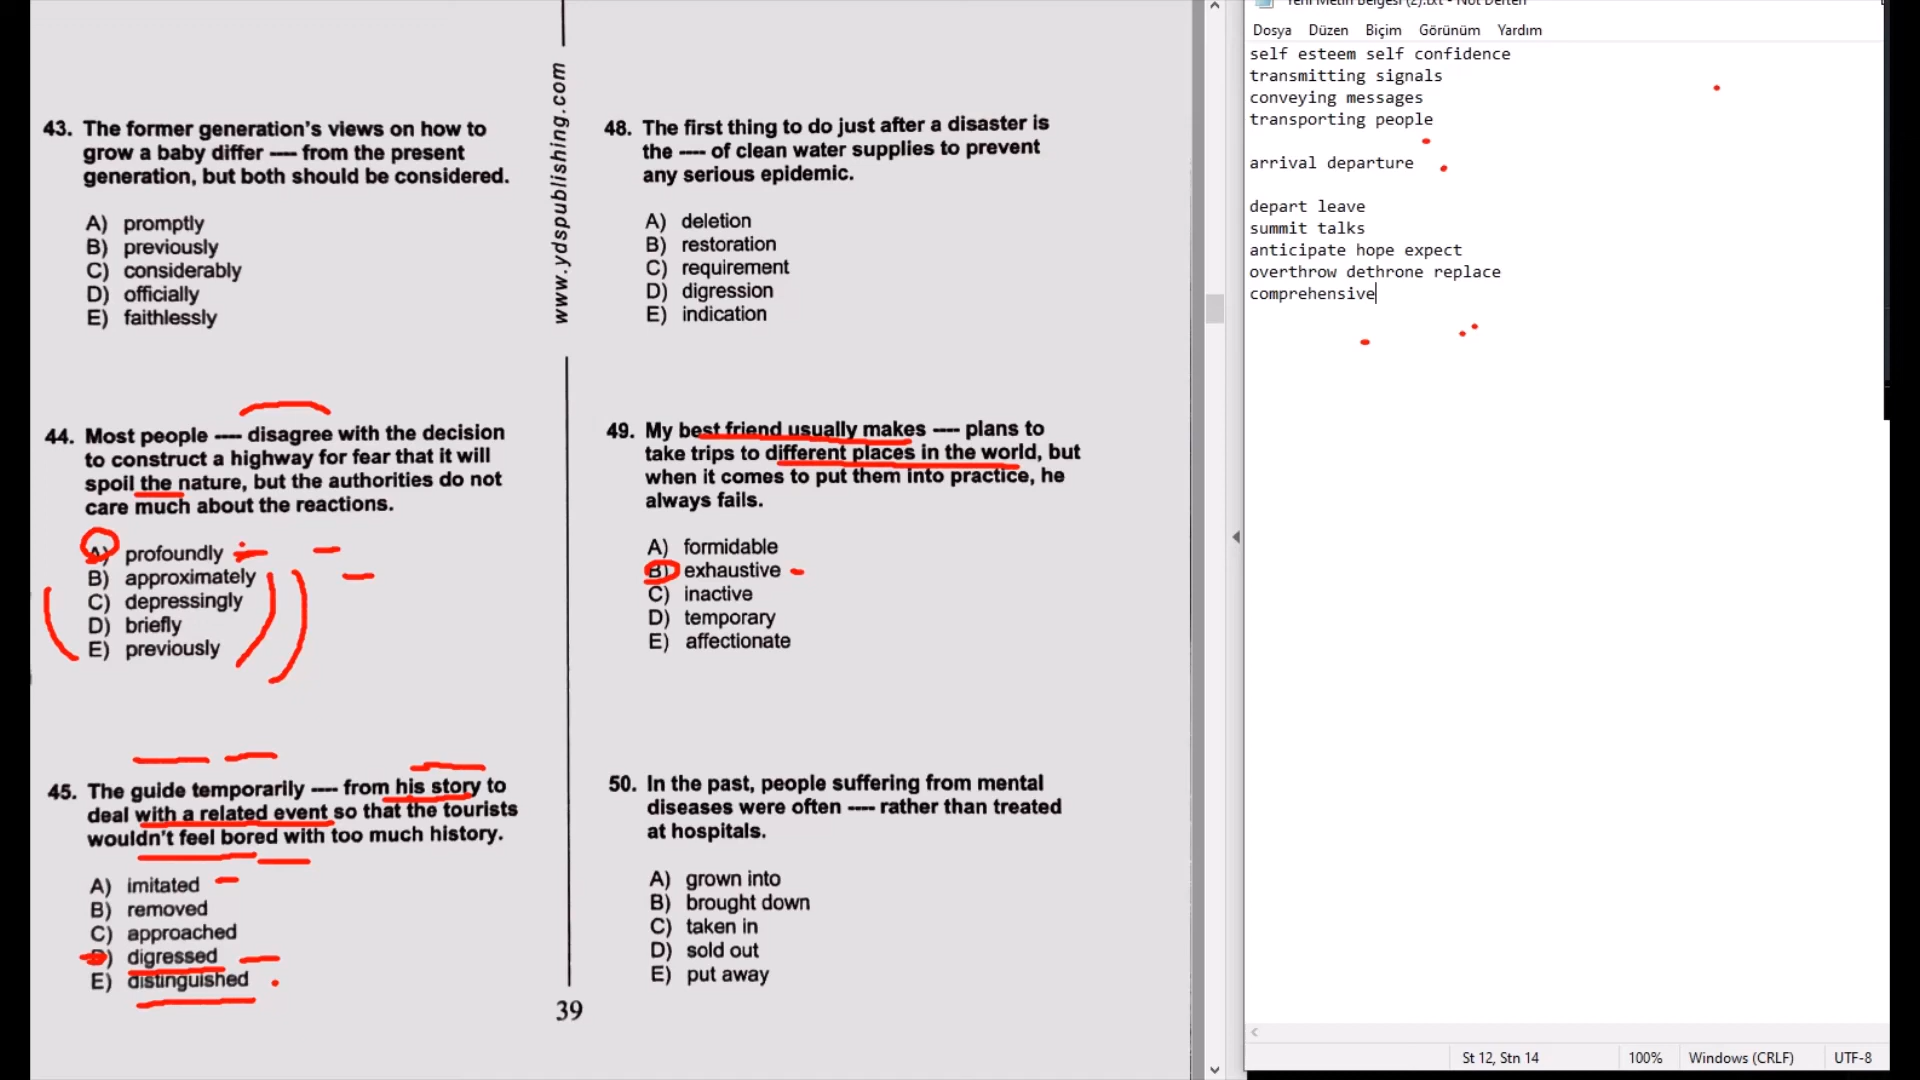 43. The former generation's views on how to
grow a baby differ ---- from the present
generation, but both should be considered.
A) promptly
B) previously
C) considerably
D) officially
E) faithlessly
44. Most people ---- disagree with the decision
to construct a highway for fear that it will
spoil the nature, but the authorities do not
care much about the reactions.
A) profoundly
B) approximately
C) depressingly
D) briefly
E) previously
45. The guide temporarily ---- from his story to
deal with a related event so that the tourists
wouldn't feel bored with too much history.
A) imitated
B) removed
C) approached
D) digressed
E) distinguished
www.ydspublishing.com
48. The first thing to do just after a disaster is
the ---- of clean water supplies to prevent
any serious epidemic.
A) deletion
B) restoration
C) requirement
D) digression
E) indication
49. My best friend usually makes ---- plans to
take trips to different places in the world, but
when it comes to put them into practice, he
always fails.
A) formidable
B) exhaustive
C) inactive
D) temporary
E) affectionate
50. In the past, people suffering from mental
diseases were often ---- rather than treated
at hospitals.
A) grown into
B) brought down
C) taken in
D) sold out
E) put away
39
Yeni Metin Belgesi (2).txt - Not Defteri
Dosya Düzen Biçim Görünüm Yardım
self esteem self confidence
transmitting signals
conveying messages
transporting people
arrival departure
depart leave
summit talks
anticipate hope expect
overthrow dethrone replace
comprehensive
St 12, Stn 14 100% Windows (CRLF) UTF-8